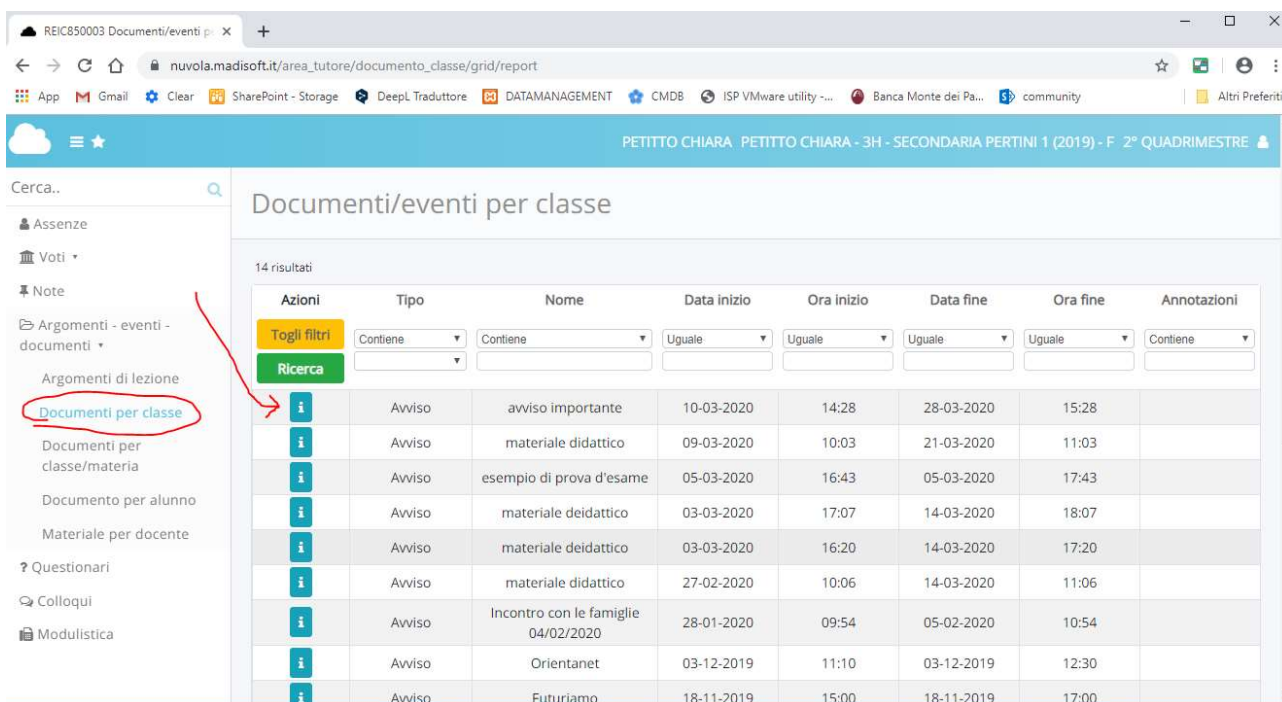 REIC850003 Documenti/eventi p
nuvola.madisoft.it/area_tutore/documento_classe/grid/report
App Gmail Clear SharePoint - Storage DeepL Traduttore DATAMANAGEMENT CMDB ISP VMware utility -... Banca Monte dei Pa... community Altri Preferiti
PETITTO CHIARA PETITTO CHIARA - 3H - SECONDARIA PERTINI 1 (2019) - F 2° QUADRIMESTRE
Cerca..
Assenze
Voti
Note
Argomenti - eventi -
documenti
Argomenti di lezione
Documenti per classe
Documenti per
classe/materia
Documento per alunno
Materiale per docente
? Questionari
Colloqui
Modulistica
Documenti/eventi per classe
14 risultati
Azioni Tipo Nome Data inizio Ora inizio Data fine Ora fine Annotazioni
Togli filtri Contiene Contiene Uguale Uguale Uguale Uguale Contiene
Ricerca
i Avviso avviso importante 10-03-2020 14:28 28-03-2020 15:28
i Avviso materiale didattico 09-03-2020 10:03 21-03-2020 11:03
i Avviso esempio di prova d'esame 05-03-2020 16:43 05-03-2020 17:43
i Avviso materiale deidattico 03-03-2020 17:07 14-03-2020 18:07
i Avviso materiale deidattico 03-03-2020 16:20 14-03-2020 17:20
i Avviso materiale didattico 27-02-2020 10:06 14-03-2020 11:06
i Avviso Incontro con le famiglie
04/02/2020 28-01-2020 09:54 05-02-2020 10:54
i Avviso Orientanet 03-12-2019 11:10 03-12-2019 12:30
i Avviso Futuriamo 18-11-2019 15:00 18-11-2019 17:00